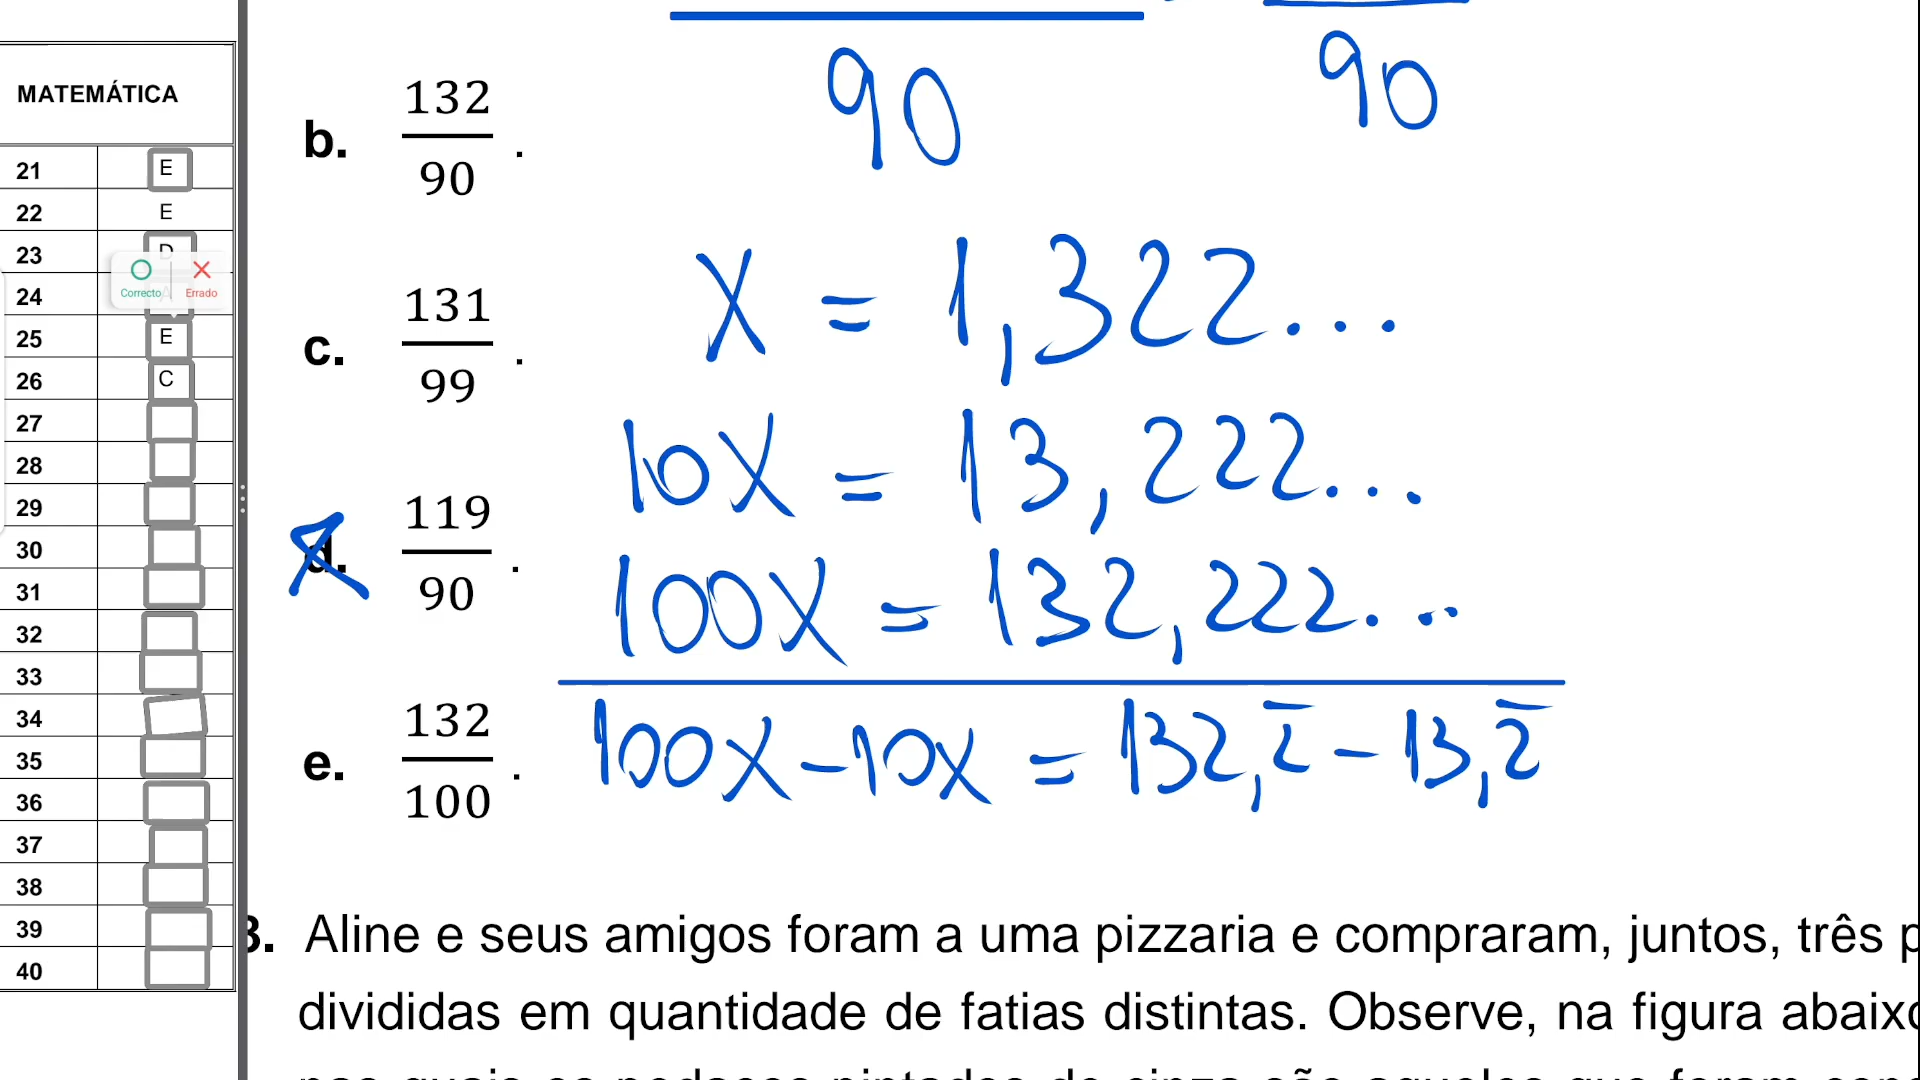 MATEMÁTICA
21 E
22 E
23 D
Correcto Errado
24 A
25 E
26 C
27
28
29
30
31
32
33
34
35
36
37
38
39
40
90 90
b. 132/90 .
c. 131/99 .
d. 119/90 .
e. 132/100 .
X = 1,322...
10X = 13,222...
100X = 132,222...
100X - 10X = 132,2̅ - 13,2̅
3. Aline e seus amigos foram a uma pizzaria e compraram, juntos, três p
divididas em quantidade de fatias distintas. Observe, na figura abaixo